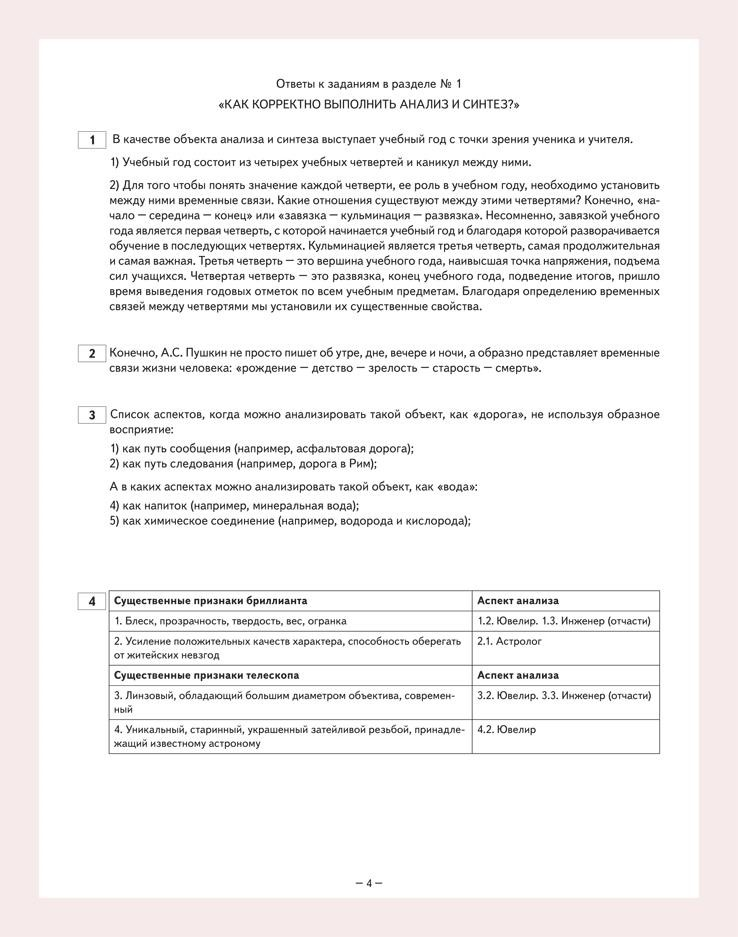 Ответы к заданиям в разделе № 1
«КАК КОРРЕКТНО ВЫПОЛНИТЬ АНАЛИЗ И СИНТЕЗ?»
1 В качестве объекта анализа и синтеза выступает учебный год с точки зрения ученика и учителя.
1) Учебный год состоит из четырех учебных четвертей и каникул между ними.
2) Для того чтобы понять значение каждой четверти, ее роль в учебном году, необходимо установить
между ними временные связи. Какие отношения существуют между этими четвертями? Конечно, «на-
чало — середина — конец» или «завязка — кульминация — развязка». Несомненно, завязкой учебного
года является первая четверть, с которой начинается учебный год и благодаря которой разворачивается
обучение в последующих четвертях. Кульминацией является третья четверть, самая продолжительная
и самая важная. Третья четверть — это вершина учебного года, наивысшая точка напряжения, подъема
сил учащихся. Четвертая четверть — это развязка, конец учебного года, подведение итогов, пришло
время выведения годовых отметок по всем учебным предметам. Благодаря определению временных
связей между четвертями мы установили их существенные свойства.
2 Конечно, А.С. Пушкин не просто пишет об утре, дне, вечере и ночи, а образно представляет временные
связи жизни человека: «рождение — детство — зрелость — старость — смерть».
3 Список аспектов, когда можно анализировать такой объект, как «дорога», не используя образное
восприятие:
1) как путь сообщения (например, асфальтовая дорога);
2) как путь следования (например, дорога в Рим);
А в каких аспектах можно анализировать такой объект, как «вода»:
4) как напиток (например, минеральная вода);
5) как химическое соединение (например, водорода и кислорода);
4 Существенные признаки бриллианта Аспект анализа
1. Блеск, прозрачность, твердость, вес, огранка 1.2. Ювелир. 1.3. Инженер (отчасти)
2. Усиление положительных качеств характера, способность оберегать 2.1. Астролог
от житейских невзгод
Существенные признаки телескопа Аспект анализа
3. Линзовый, обладающий большим диаметром объектива, современ- 3.2. Ювелир. 3.3. Инженер (отчасти)
ный
4. Уникальный, старинный, украшенный затейливой резьбой, принадле- 4.2. Ювелир
жащий известному астроному
— 4 —